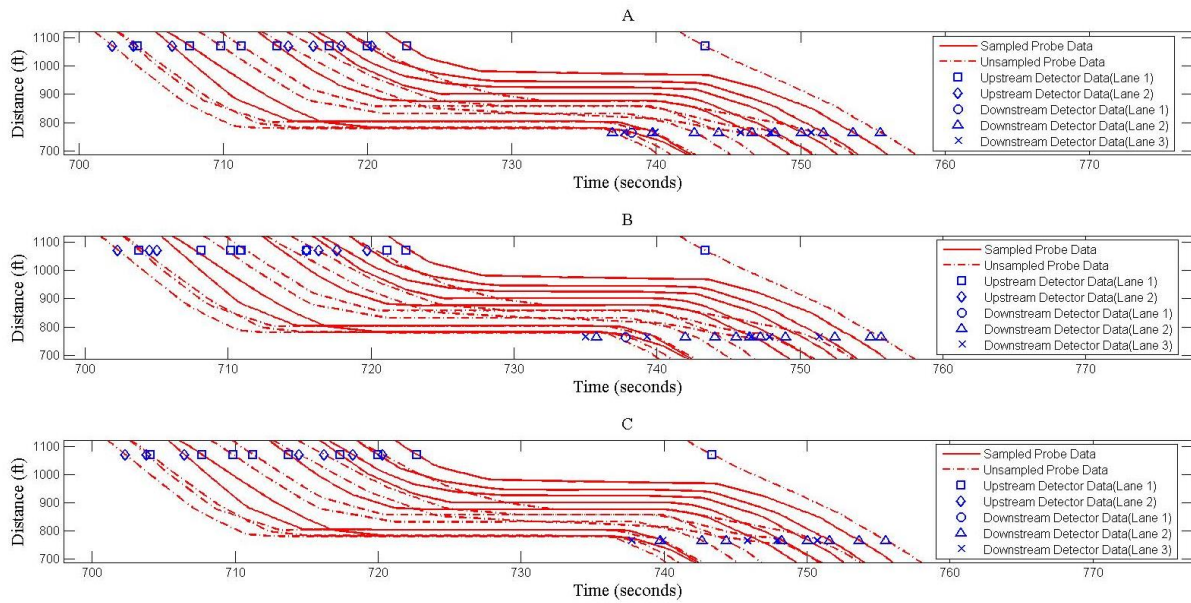 A
Distance (ft)
1100
1000
900
800
700
Sampled Probe Data
Unsampled Probe Data
Upstream Detector Data(Lane 1)
Upstream Detector Data(Lane 2)
Downstream Detector Data(Lane 1)
Downstream Detector Data(Lane 2)
Downstream Detector Data(Lane 3)
700 710 720 730 740 750 760 770
Time (seconds)
B
Distance (ft)
1100
1000
900
800
700
Sampled Probe Data
Unsampled Probe Data
Upstream Detector Data(Lane 1)
Upstream Detector Data(Lane 2)
Downstream Detector Data(Lane 1)
Downstream Detector Data(Lane 2)
Downstream Detector Data(Lane 3)
700 710 720 730 740 750 760 770
Time (seconds)
C
Distance (ft)
1100
1000
900
800
700
Sampled Probe Data
Unsampled Probe Data
Upstream Detector Data(Lane 1)
Upstream Detector Data(Lane 2)
Downstream Detector Data(Lane 1)
Downstream Detector Data(Lane 2)
Downstream Detector Data(Lane 3)
700 710 720 730 740 750 760 770
Time (seconds)